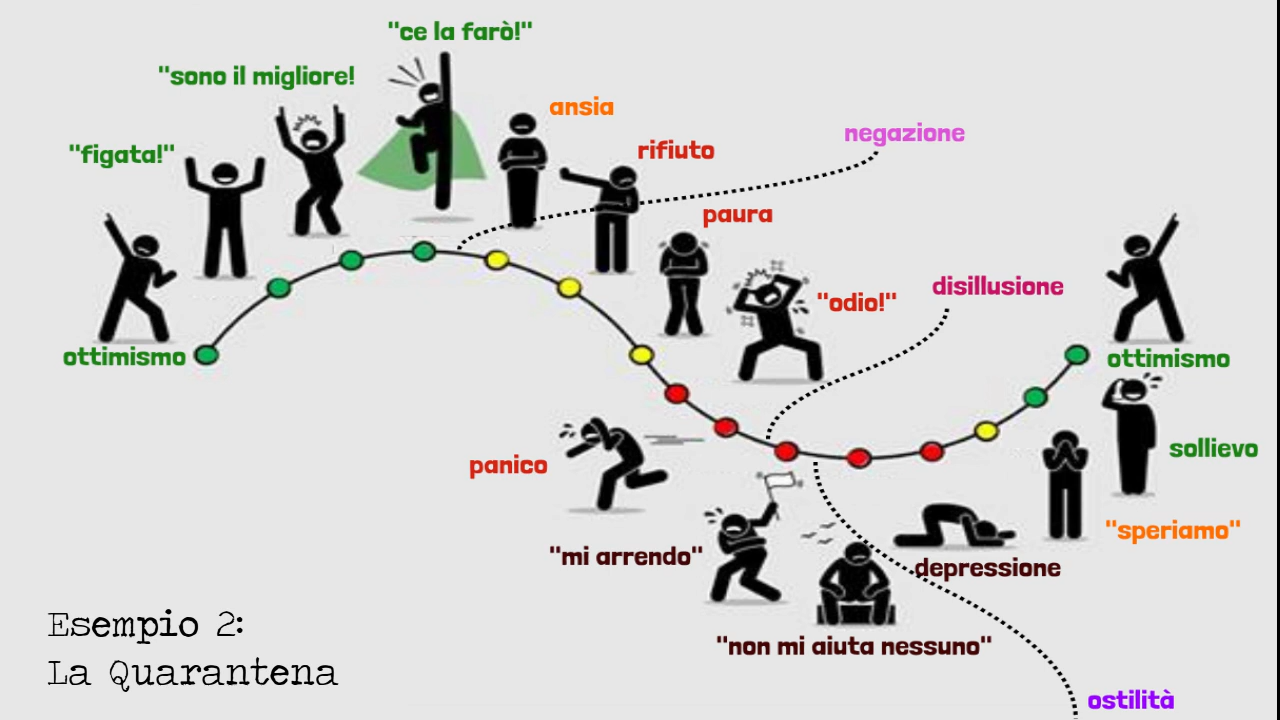 "ce la farò!"
"sono il migliore!
ansia
negazione
"figata!"
rifiuto
paura
disillusione
"odio!"
ottimismo
ottimismo
sollievo
panico
"speriamo"
"mi arrendo"
depressione
Esempio 2:
La Quarantena
"non mi aiuta nessuno"
ostilità